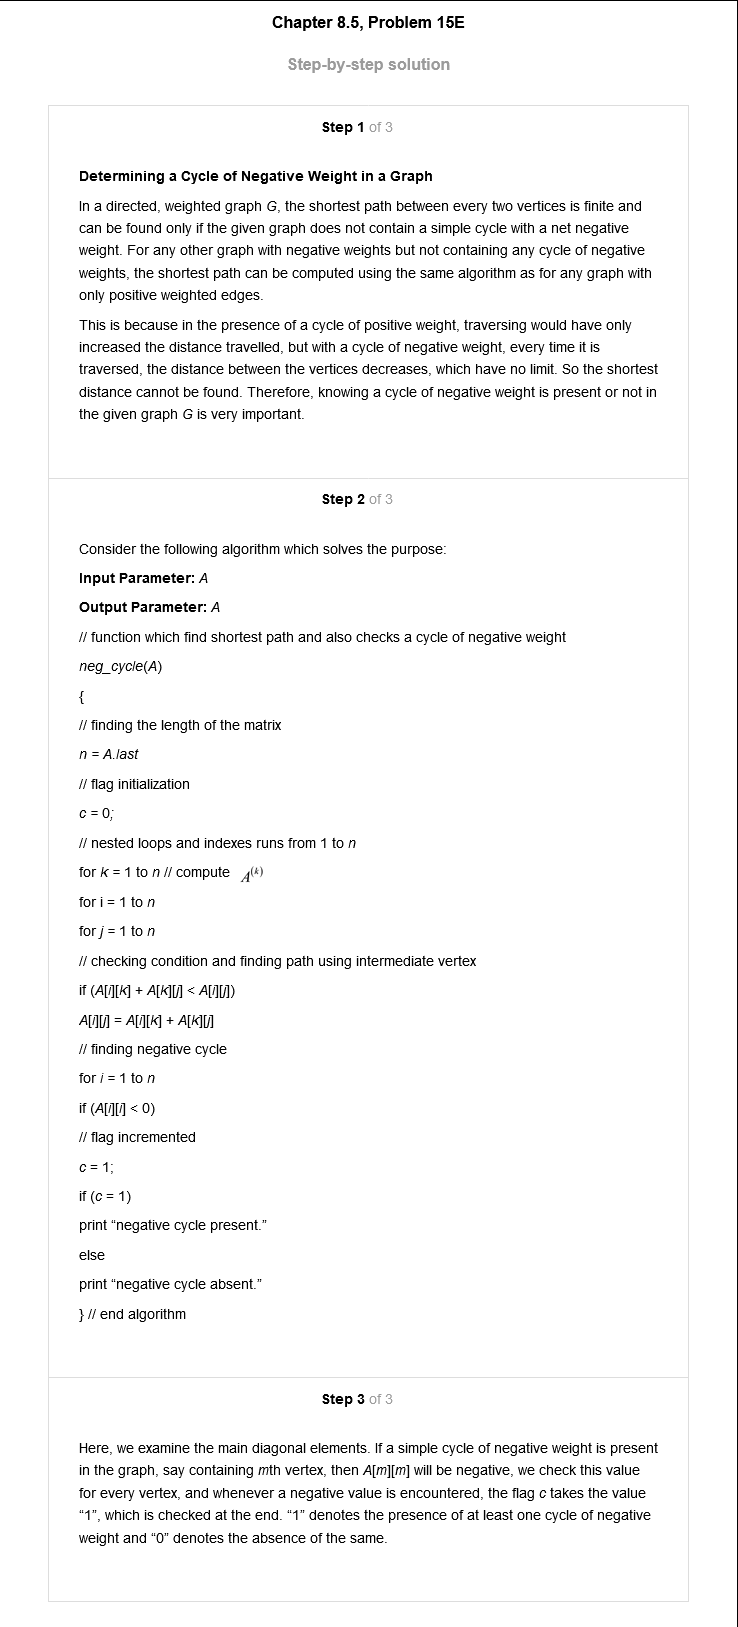 Chapter 8.5, Problem 15E
Step-by-step solution
Step 1 of 3
Determining a Cycle of Negative Weight in a Graph
In a directed, weighted graph G, the shortest path between every two vertices is finite and
can be found only if the given graph does not contain a simple cycle with a net negative
weight. For any other graph with negative weights but not containing any cycle of negative
weights, the shortest path can be computed using the same algorithm as for any graph with
only positive weighted edges.
This is because in the presence of a cycle of positive weight, traversing would have only
increased the distance travelled, but with a cycle of negative weight, every time it is
traversed, the distance between the vertices decreases, which have no limit. So the shortest
distance cannot be found. Therefore, knowing a cycle of negative weight is present or not in
the given graph G is very important.
Step 2 of 3
Consider the following algorithm which solves the purpose:
Input Parameter: A
Output Parameter: A
// function which find shortest path and also checks a cycle of negative weight
neg_cycle(A)
{
// finding the length of the matrix
n = A.last
// flag initialization
c = 0;
// nested loops and indexes runs from 1 to n
for k = 1 to n // compute A^(k)
for i = 1 to n
for j = 1 to n
// checking condition and finding path using intermediate vertex
if (A[i][k] + A[k][j] < A[i][j])
A[i][j] = A[i][k] + A[k][j]
// finding negative cycle
for i = 1 to n
if (A[i][i] < 0)
// flag incremented
c = 1;
if (c = 1)
print “negative cycle present.”
else
print “negative cycle absent.”
} // end algorithm
Step 3 of 3
Here, we examine the main diagonal elements. If a simple cycle of negative weight is present
in the graph, say containing mth vertex, then A[m][m] will be negative, we check this value
for every vertex, and whenever a negative value is encountered, the flag c takes the value
“1”, which is checked at the end. “1” denotes the presence of at least one cycle of negative
weight and “0” denotes the absence of the same.